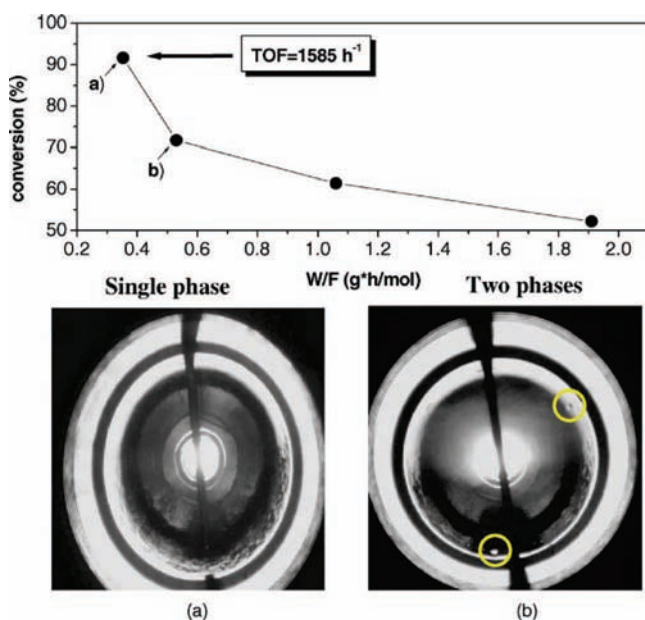 conversion (%)
100
90
80
70
60
50
a)
TOF=1585 h⁻¹
b)
0.2 0.4 0.6 0.8 1.0 1.2 1.4 1.6 1.8 2.0
W/F (g*h/mol)
Single phase Two phases
(a) (b)